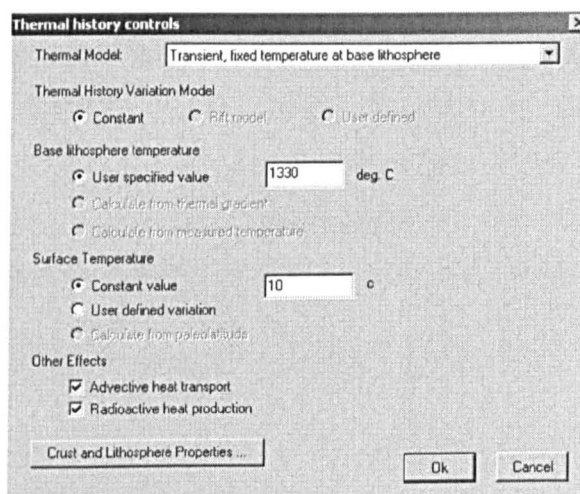 Thermal history controls
Thermal Model: Transient, fixed temperature at base lithosphere
Thermal History Variation Model
Constant Rift model User defined
Base lithosphere temperature
User specified value 1330 deg. C
Calculate from thermal gradient
Calculate from measured temperature
Surface Temperature
Constant value 10 c
User defined variation
Calculate from paleolatitude
Other Effects
Advective heat transport
Radioactive heat production
Crust and Lithosphere Properties ... Ok Cancel